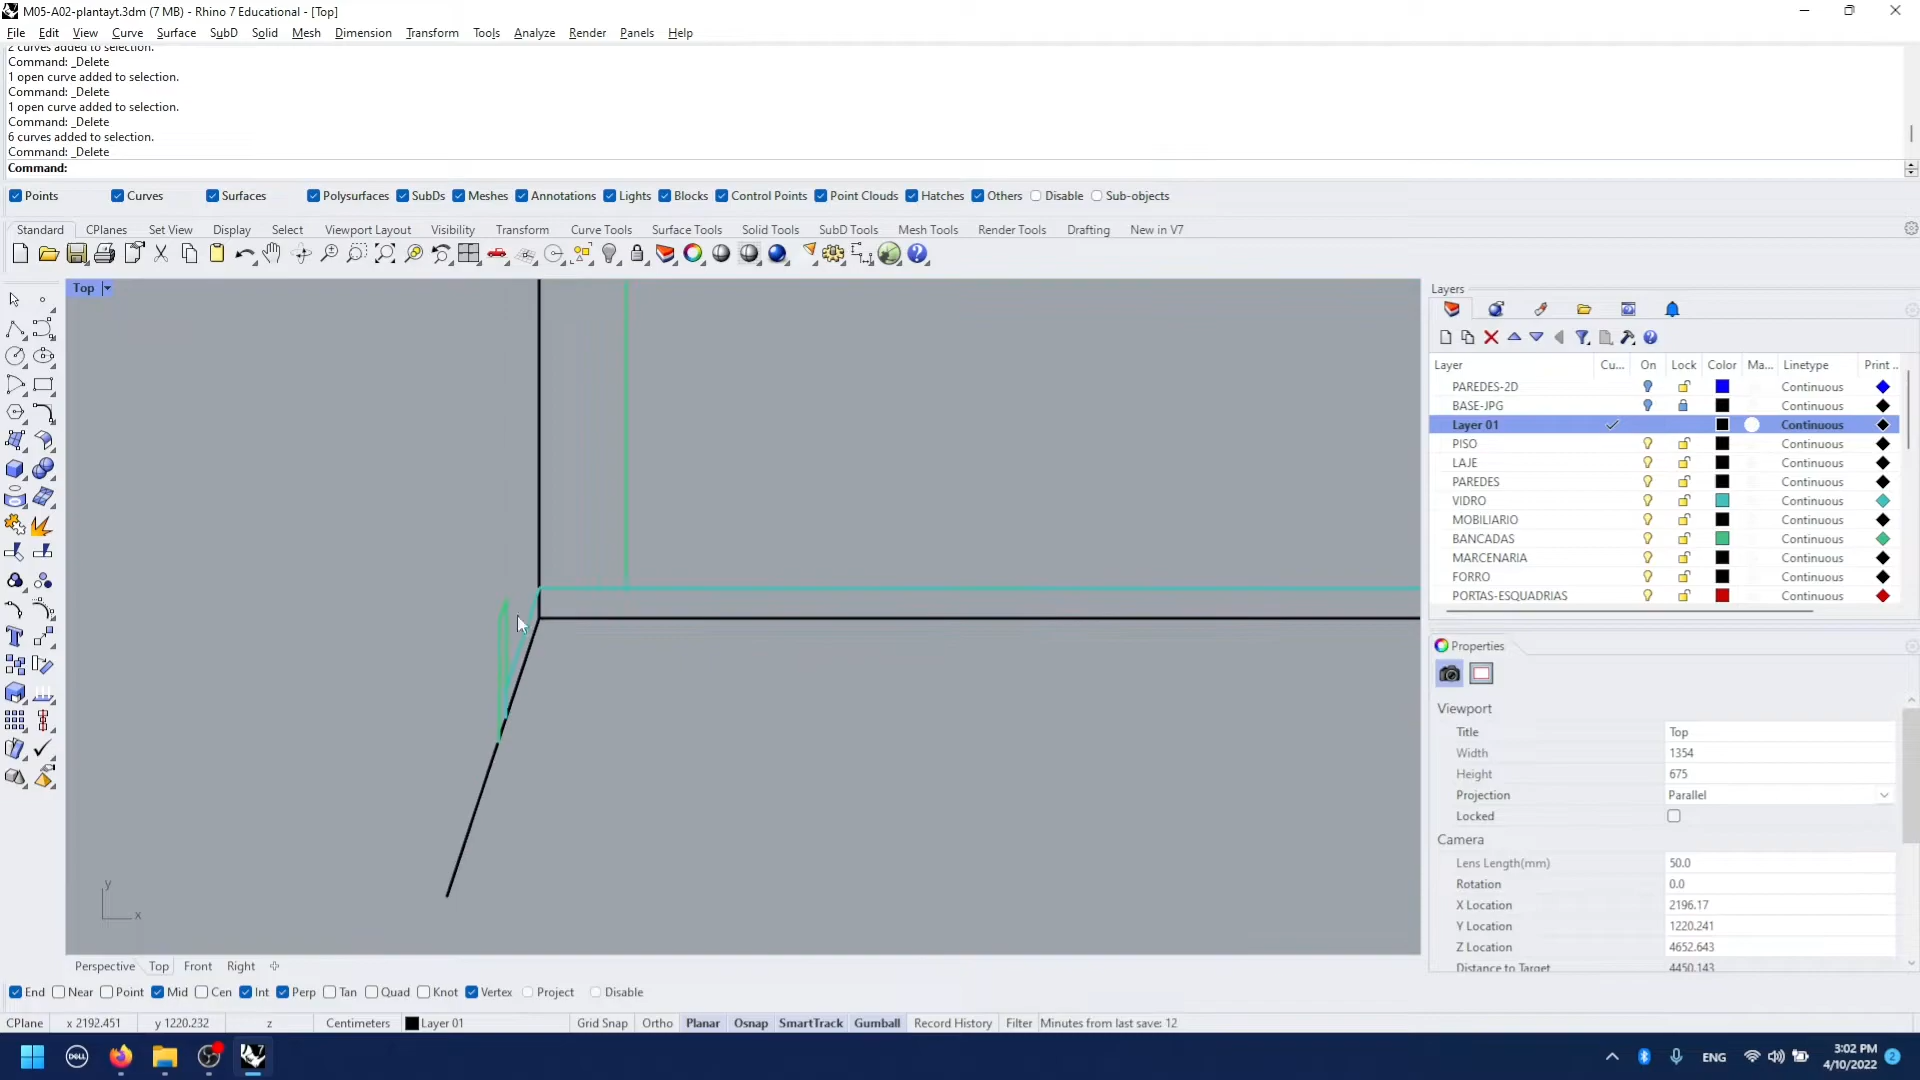 M05-A02-plantayt.3dm (7 MB) - Rhino 7 Educational - [Top]
File Edit View Curve Surface SubD Solid Mesh Dimension Transform Tools Analyze Render Panels Help
2 curves added to selection.
Command: _Delete
1 open curve added to selection.
Command: _Delete
1 open curve added to selection.
Command: _Delete
6 curves added to selection.
Command: _Delete
Command:
Points Curves Surfaces Polysurfaces SubDs Meshes Annotations Lights Blocks Control Points Point Clouds Hatches Others Disable Sub-objects
Standard CPlanes Set View Display Select Viewport Layout Visibility Transform Curve Tools Surface Tools Solid Tools SubD Tools Mesh Tools Render Tools Drafting New in V7
Top
Layers
Layer Cu... On Lock Color Ma... Linetype Print ..
PAREDES-2D Continuous
BASE-JPG Continuous
Layer 01 Continuous
PISO Continuous
LAJE Continuous
PAREDES Continuous
VIDRO Continuous
MOBILIARIO Continuous
BANCADAS Continuous
MARCENARIA Continuous
FORRO Continuous
PORTAS-ESQUADRIAS Continuous
Properties
Viewport
Title Top
Width 1354
Height 675
Projection Parallel
Locked
Camera
Lens Length(mm) 50.0
Rotation 0.0
X Location 2196.17
Y Location 1220.241
Z Location 4652.643
Distance to Target 4450.143
y
x
Perspective Top Front Right
End Near Point Mid Cen Int Perp Tan Quad Knot Vertex Project Disable
CPlane x 2192.451 y 1220.232 z Centimeters Layer 01 Grid Snap Ortho Planar Osnap SmartTrack Gumball Record History Filter Minutes from last save: 12
DELL
ENG
3:02 PM
4/10/2022
2